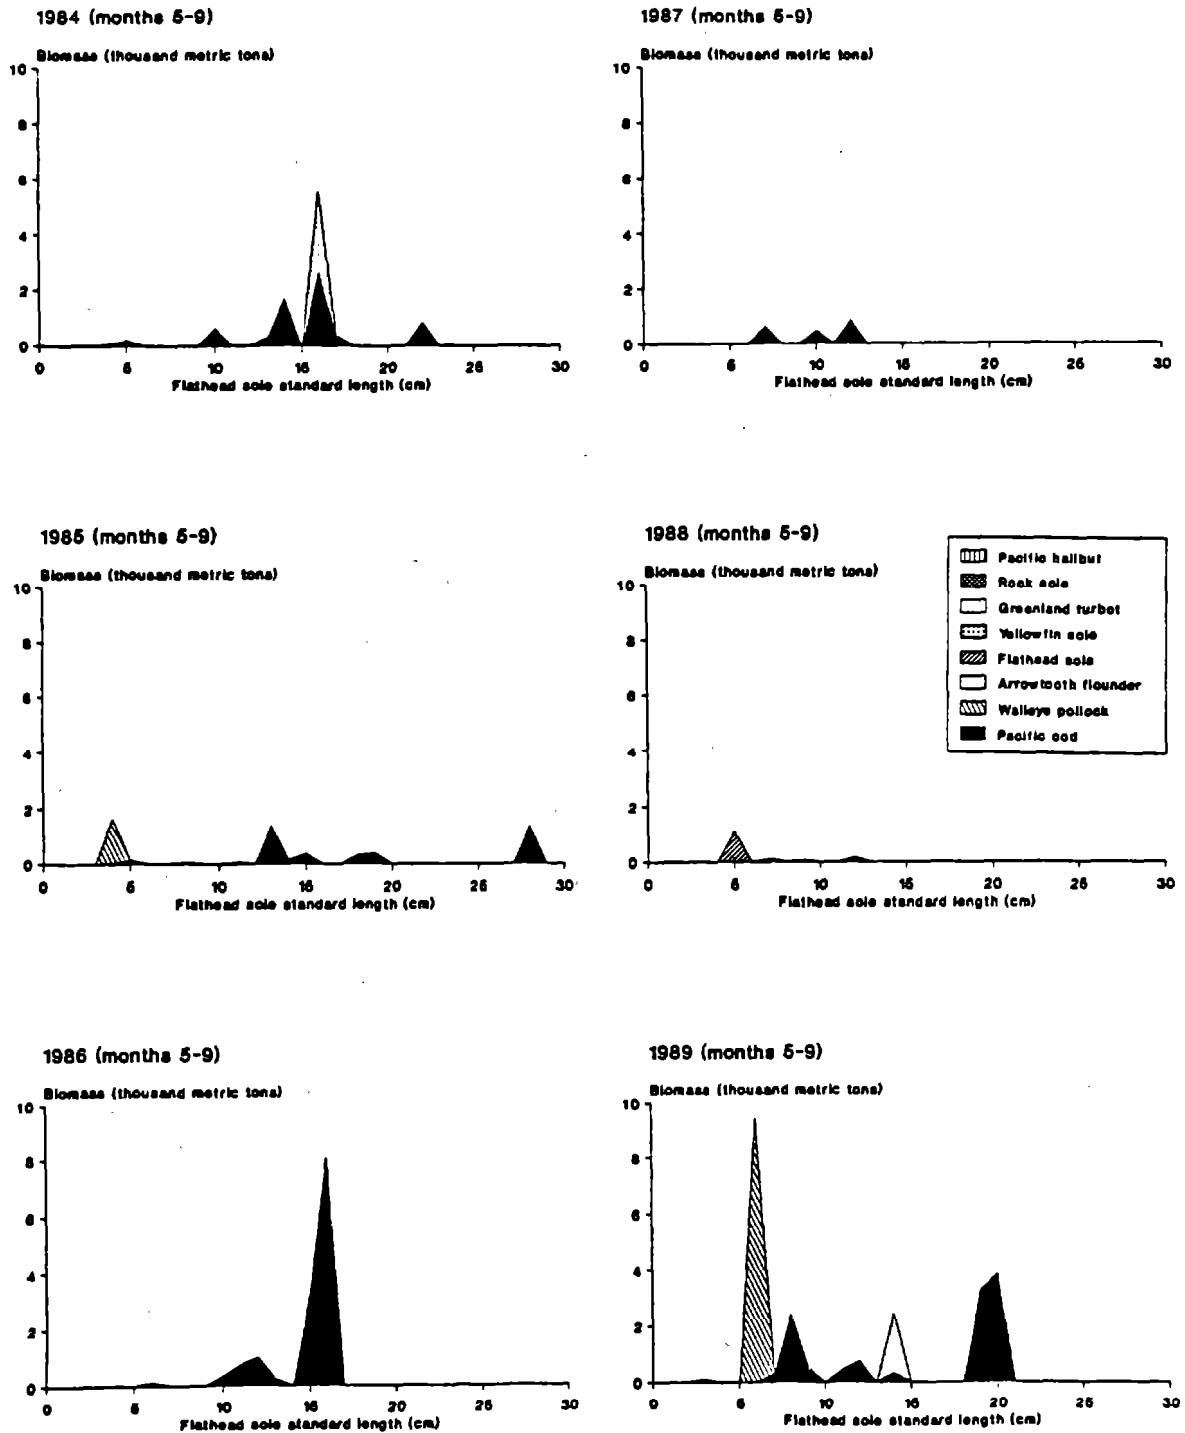 1984 (months 5-9)
Biomass (thousand metric tons)
10
8
6
4
2
0
0 5 10 15 20 25 30
Flathead sole standard length (cm)
1987 (months 5-9)
Biomass (thousand metric tons)
10
8
6
4
2
0
0 5 10 15 20 25 30
Flathead sole standard length (cm)
1985 (months 5-9)
Biomass (thousand metric tons)
10
8
6
4
2
0
0 5 10 15 20 25 30
Flathead sole standard length (cm)
1988 (months 5-9)
Biomass (thousand metric tons)
10
8
6
4
2
0
0 5 10 15 20 25 30
Flathead sole standard length (cm)
Pacific halibut
Rock sole
Greenland turbot
Yellowfin sole
Flathead sole
Arrowtooth flounder
Walleye pollock
Pacific cod
1986 (months 5-9)
Biomass (thousand metric tons)
10
8
6
4
2
0
0 5 10 15 20 25 30
Flathead sole standard length (cm)
1989 (months 5-9)
Biomass (thousand metric tons)
10
8
6
4
2
0
0 5 10 15 20 25 30
Flathead sole standard length (cm)